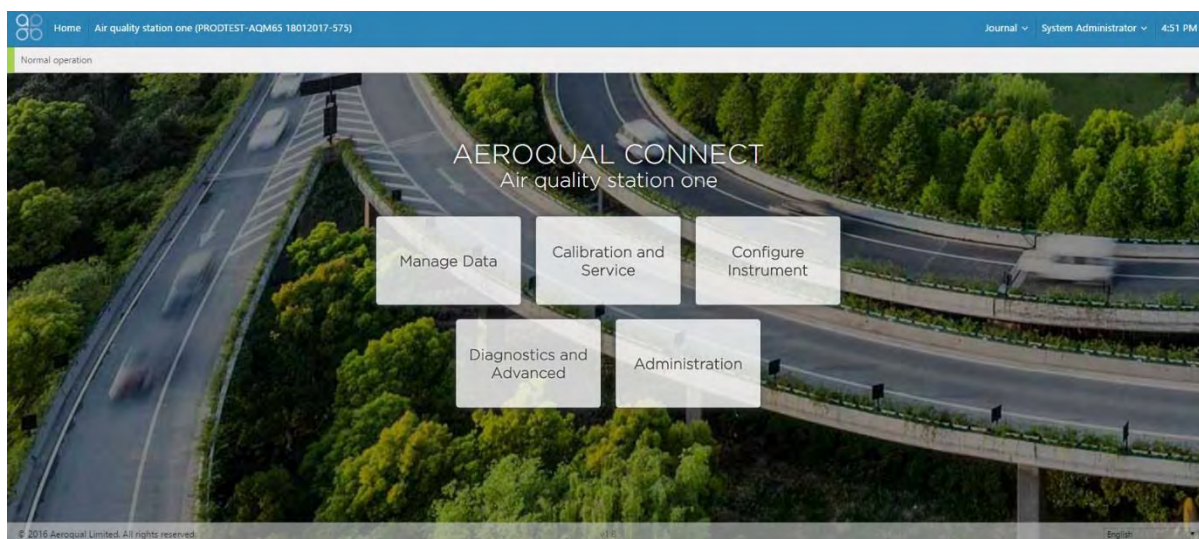 Home Air quality station one (PRODTEST-AQM65 18012017-575) Journal System Administrator 4:51 PM
Normal operation
AEROQUAL CONNECT
Air quality station one
Manage Data
Calibration and
Service
Configure
Instrument
Diagnostics and
Advanced
Administration
© 2016 Aeroqual Limited. All rights reserved. English